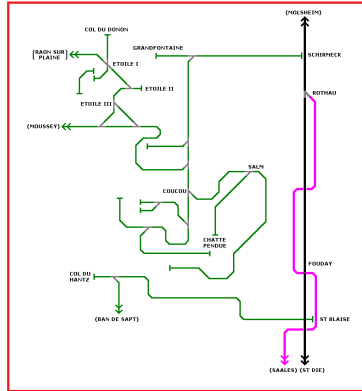 (MOLSHEIM)
COL DU DONON
GRANDFONTAINE
(RAON SUR
PLAINE)
SCHIRMECK
ETOILE I
ETOILE II
ROTHAU
ETOILE III
(MOUSSEY)
SALM
COUCOU
CHATTE
PENDUE
COL DU
HANTZ
FOUDAY
(BAN DE SAPT)
ST BLAISE
(SAALES) (ST DIE)